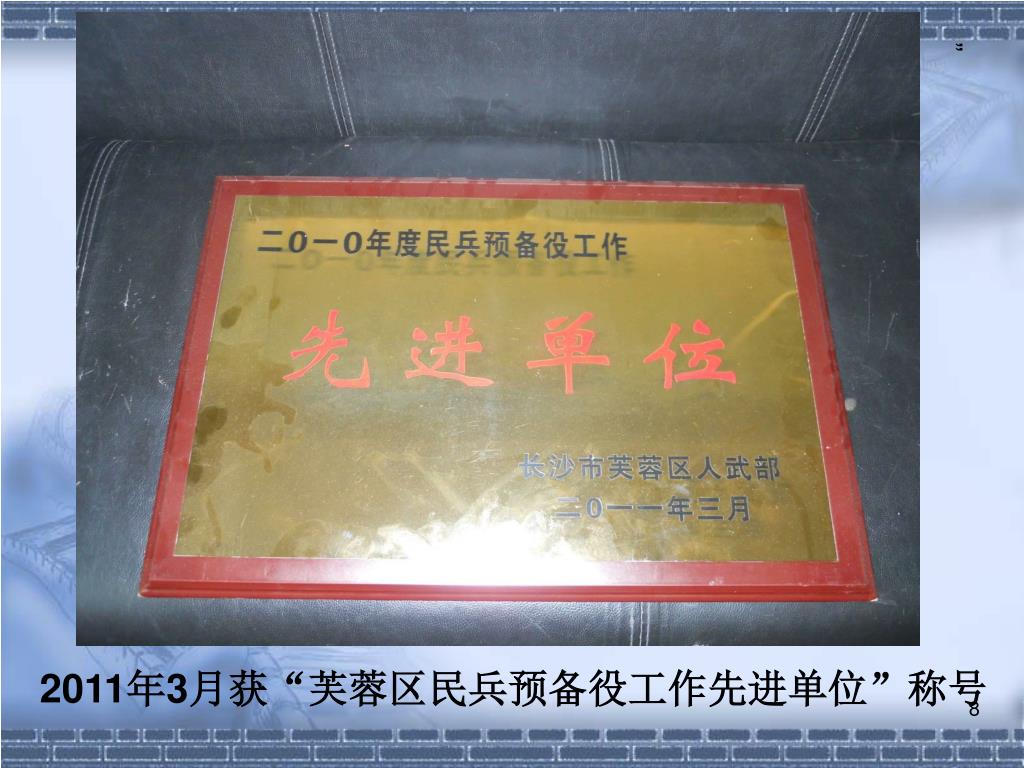 ”
二0一0年度民兵预备役工作
先进单位
长沙市芙蓉区人武部
二0一一年三月
2011年3月获“芙蓉区民兵预备役工作先进单位”称号
8